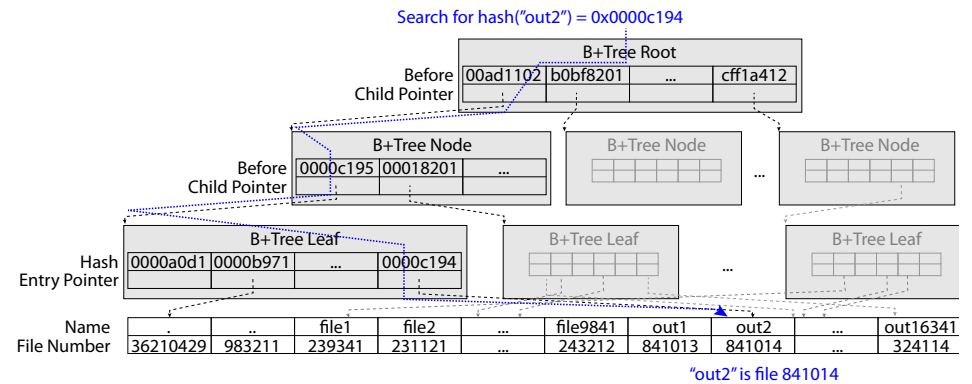 Search for hash("out2") = 0x0000c194
B+Tree Root
Before 00ad1102 b0bf8201 ... cff1a412
Child Pointer
B+Tree Node B+Tree Node B+Tree Node
Before 0000c195 00018201 ...
Child Pointer ...
B+Tree Leaf B+Tree Leaf B+Tree Leaf
Hash 0000a0d1 0000b971 ... 0000c194 ...
Entry Pointer
Name . .. file1 file2 ... file9841 out1 out2 ... out16341
File Number 36210429 983211 239341 231121 ... 243212 841013 841014 ... 324114
"out2" is file 841014